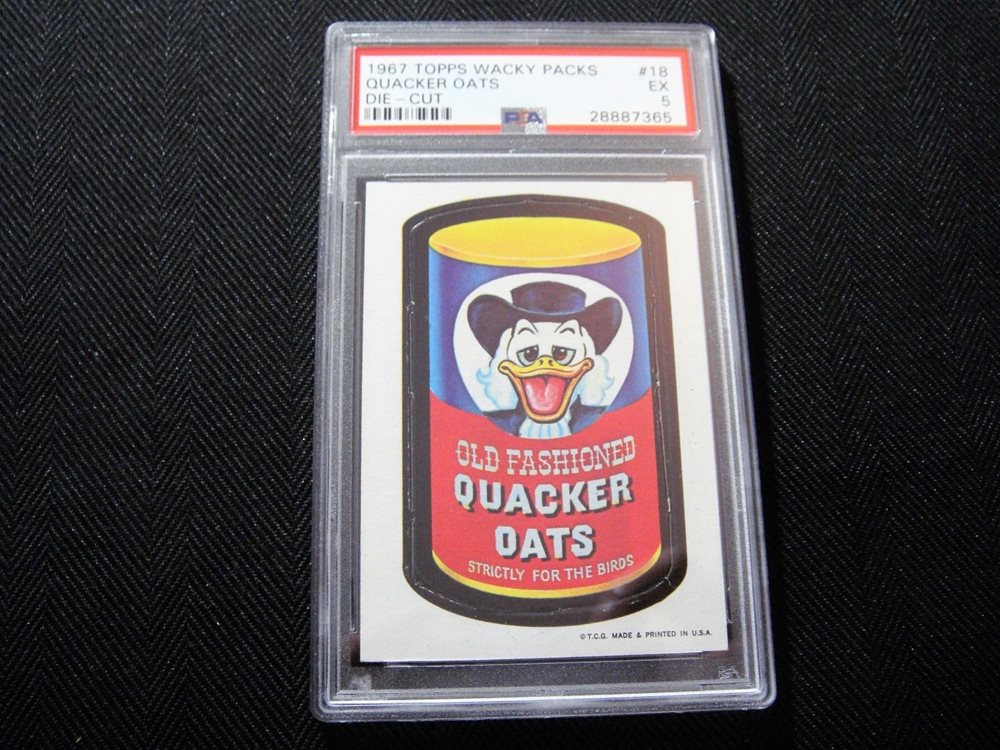 1967 TOPPS WACKY PACKS #18
QUACKER OATS EX
DIE - CUT 5
PSA 28887365
OLD FASHIONED
QUACKER
OATS
STRICTLY FOR THE BIRDS
© T.C.G. MADE & PRINTED IN U.S.A.